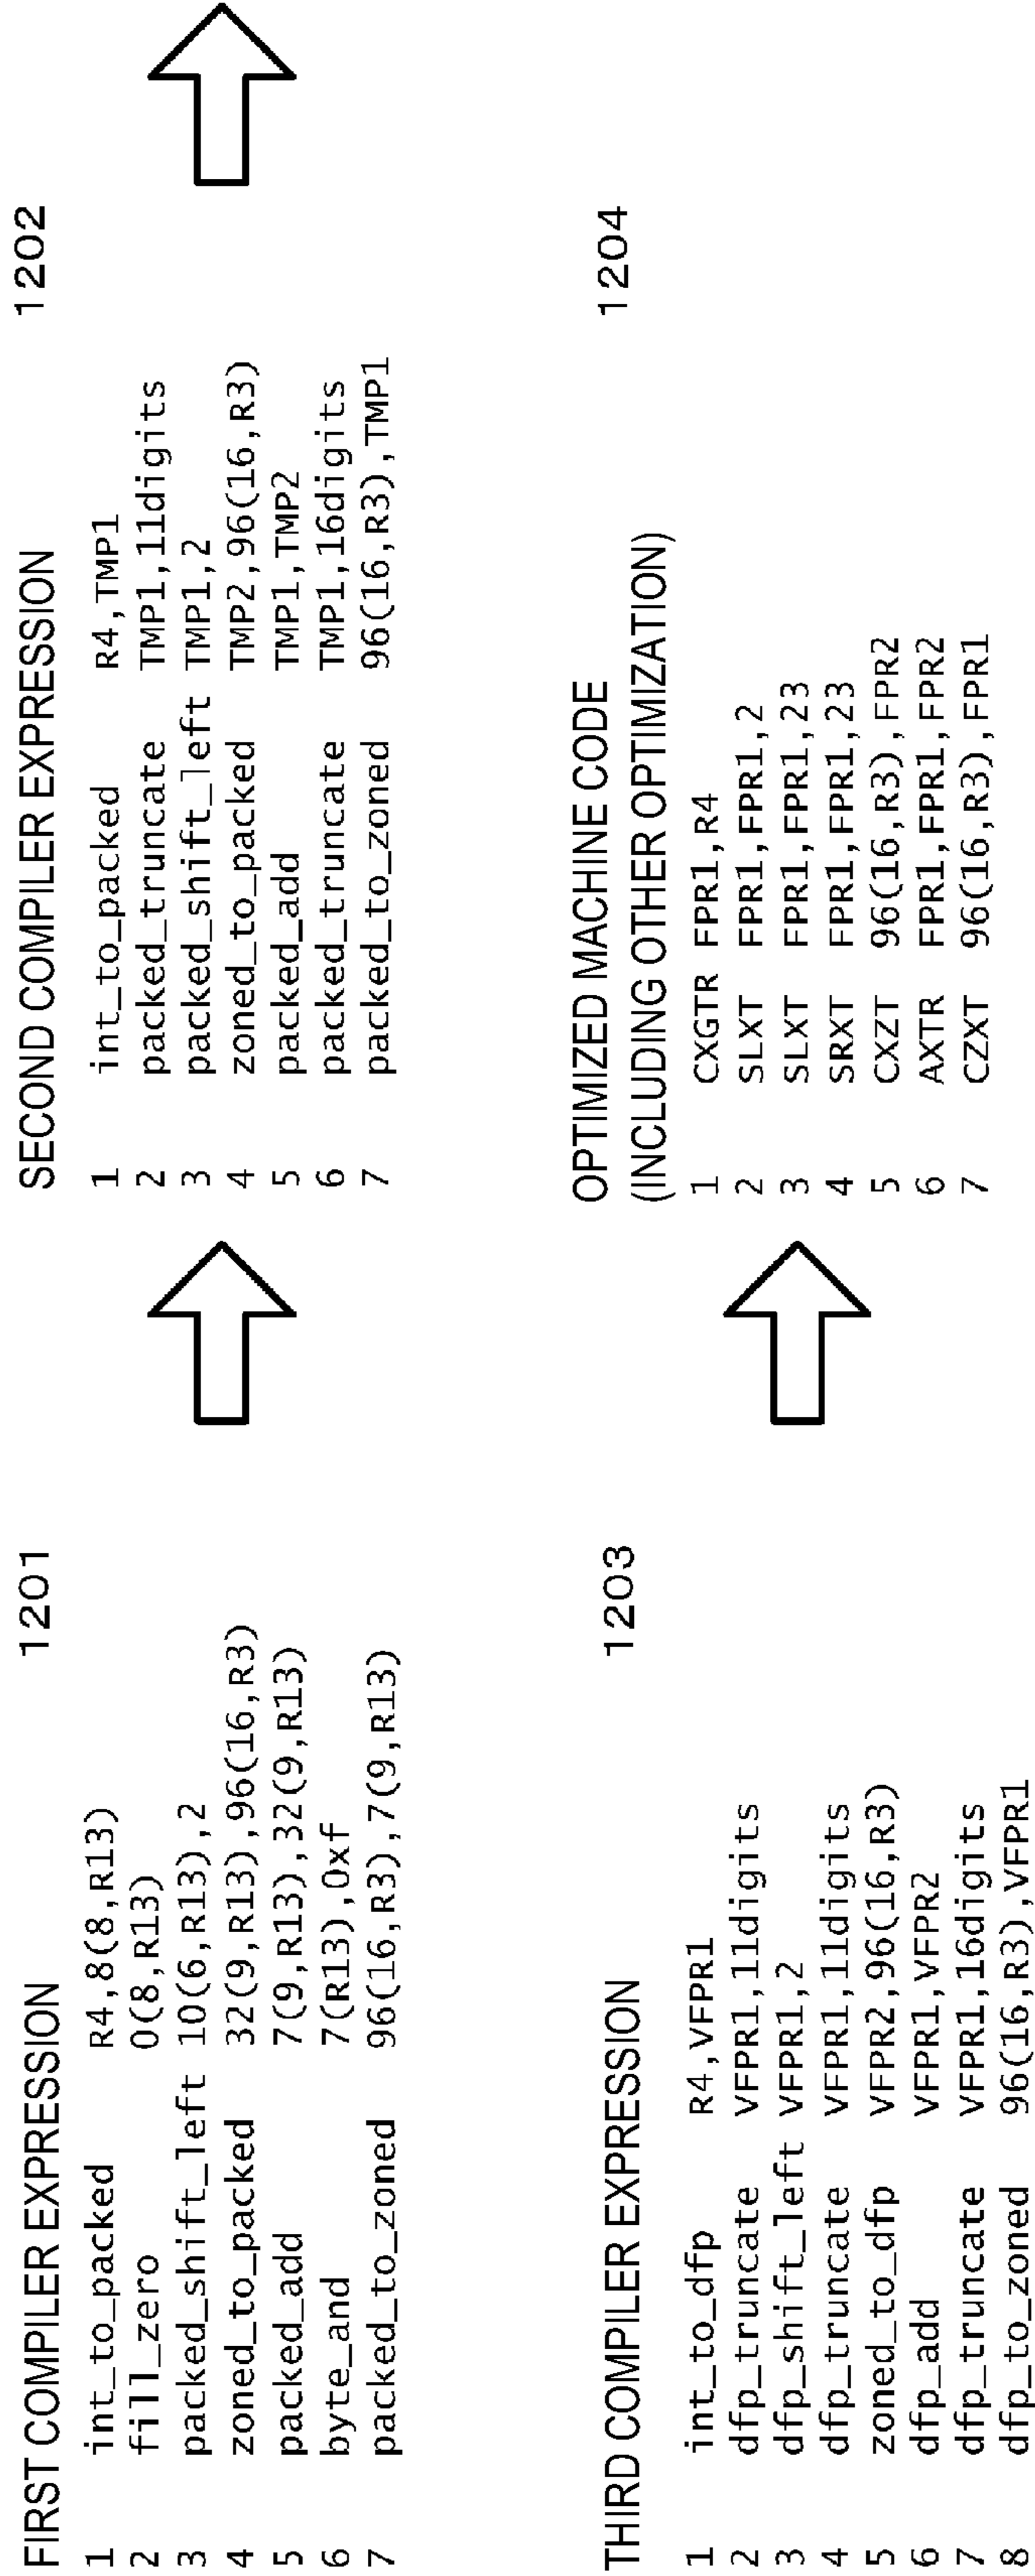 FIRST COMPILER EXPRESSION 1201
1 int_to_packed R4,8(8,R13)
2 fill_zero 0(8,R13)
3 packed_shift_left 10(6,R13),2
4 zoned_to_packed 32(9,R13),96(16,R3)
5 packed_add 7(9,R13),32(9,R13)
6 byte_and 7(R13),0xf
7 packed_to_zoned 96(16,R3),7(9,R13)
SECOND COMPILER EXPRESSION 1202
1 int_to_packed R4,TMP1
2 packed_truncate TMP1,11digits
3 packed_shift_left TMP1,2
4 zoned_to_packed TMP2,96(16,R3)
5 packed_add TMP1,TMP2
6 packed_truncate TMP1,16digits
7 packed_to_zoned 96(16,R3),TMP1
THIRD COMPILER EXPRESSION 1203
1 int_to_dfp R4,VFPR1
2 dfp_truncate VFPR1,11digits
3 dfp_shift_left VFPR1,2
4 dfp_truncate VFPR1,11digits
5 zoned_to_dfp VFPR2,96(16,R3)
6 dfp_add VFPR1,VFPR2
7 dfp_truncate VFPR1,16digits
8 dfp_to_zoned 96(16,R3),VFPR1
OPTIMIZED MACHINE CODE
(INCLUDING OTHER OPTIMIZATION) 1204
1 CXGTR FPR1,R4
2 SLXT FPR1,FPR1,2
3 SLXT FPR1,FPR1,23
4 SRXT FPR1,FPR1,23
5 CXZT 96(16,R3),FPR2
6 AXTR FPR1,FPR1,FPR2
7 CZXT 96(16,R3),FPR1